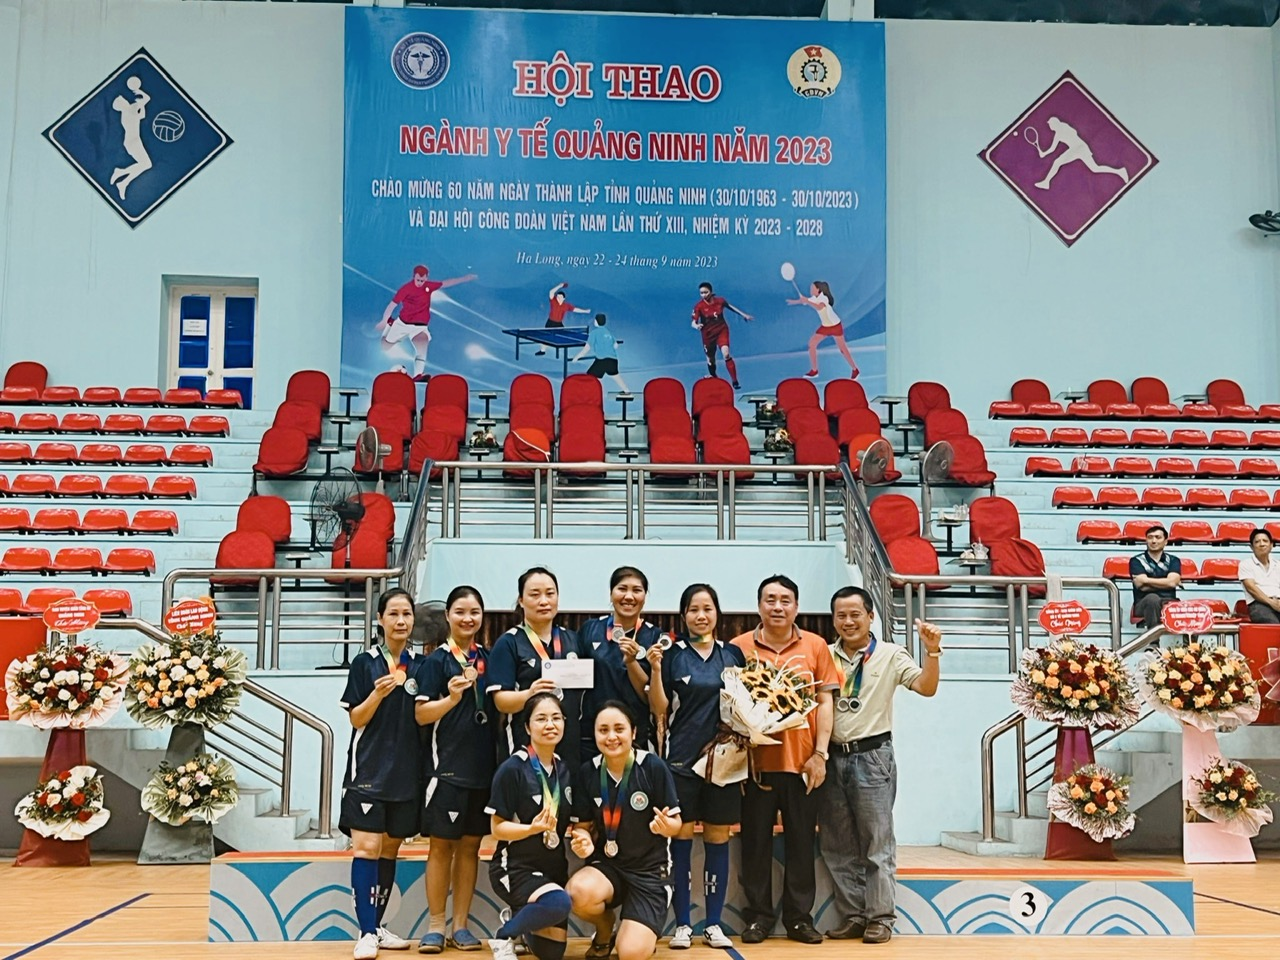 HỘI THAO
CĐVN
NGÀNH Y TẾ QUẢNG NINH NĂM 2023
CHÀO MỪNG 60 NĂM NGÀY THÀNH LẬP TỈNH QUẢNG NINH (30/10/1963 - 30/10/2023)
VÀ ĐẠI HỘI CÔNG ĐOÀN VIỆT NAM LẦN THỨ XIII, NHIỆM KỲ 2023 - 2028
Hạ Long, ngày 22 - 24 tháng 9 năm 2023
3